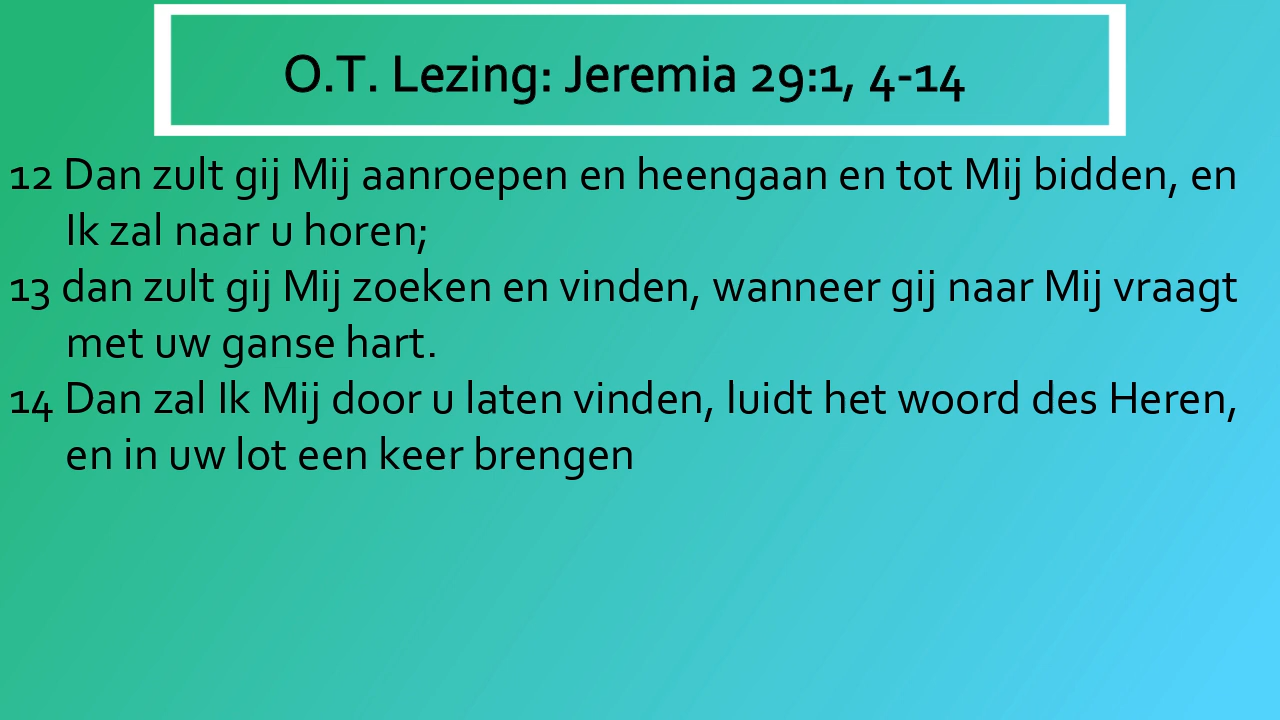 O.T. Lezing: Jeremia 29:1, 4-14
12 Dan zult gij Mij aanroepen en heengaan en tot Mij bidden, en
Ik zal naar u horen;
13 dan zult gij Mij zoeken en vinden, wanneer gij naar Mij vraagt
met uw ganse hart.
14 Dan zal Ik Mij door u laten vinden, luidt het woord des Heren,
en in uw lot een keer brengen